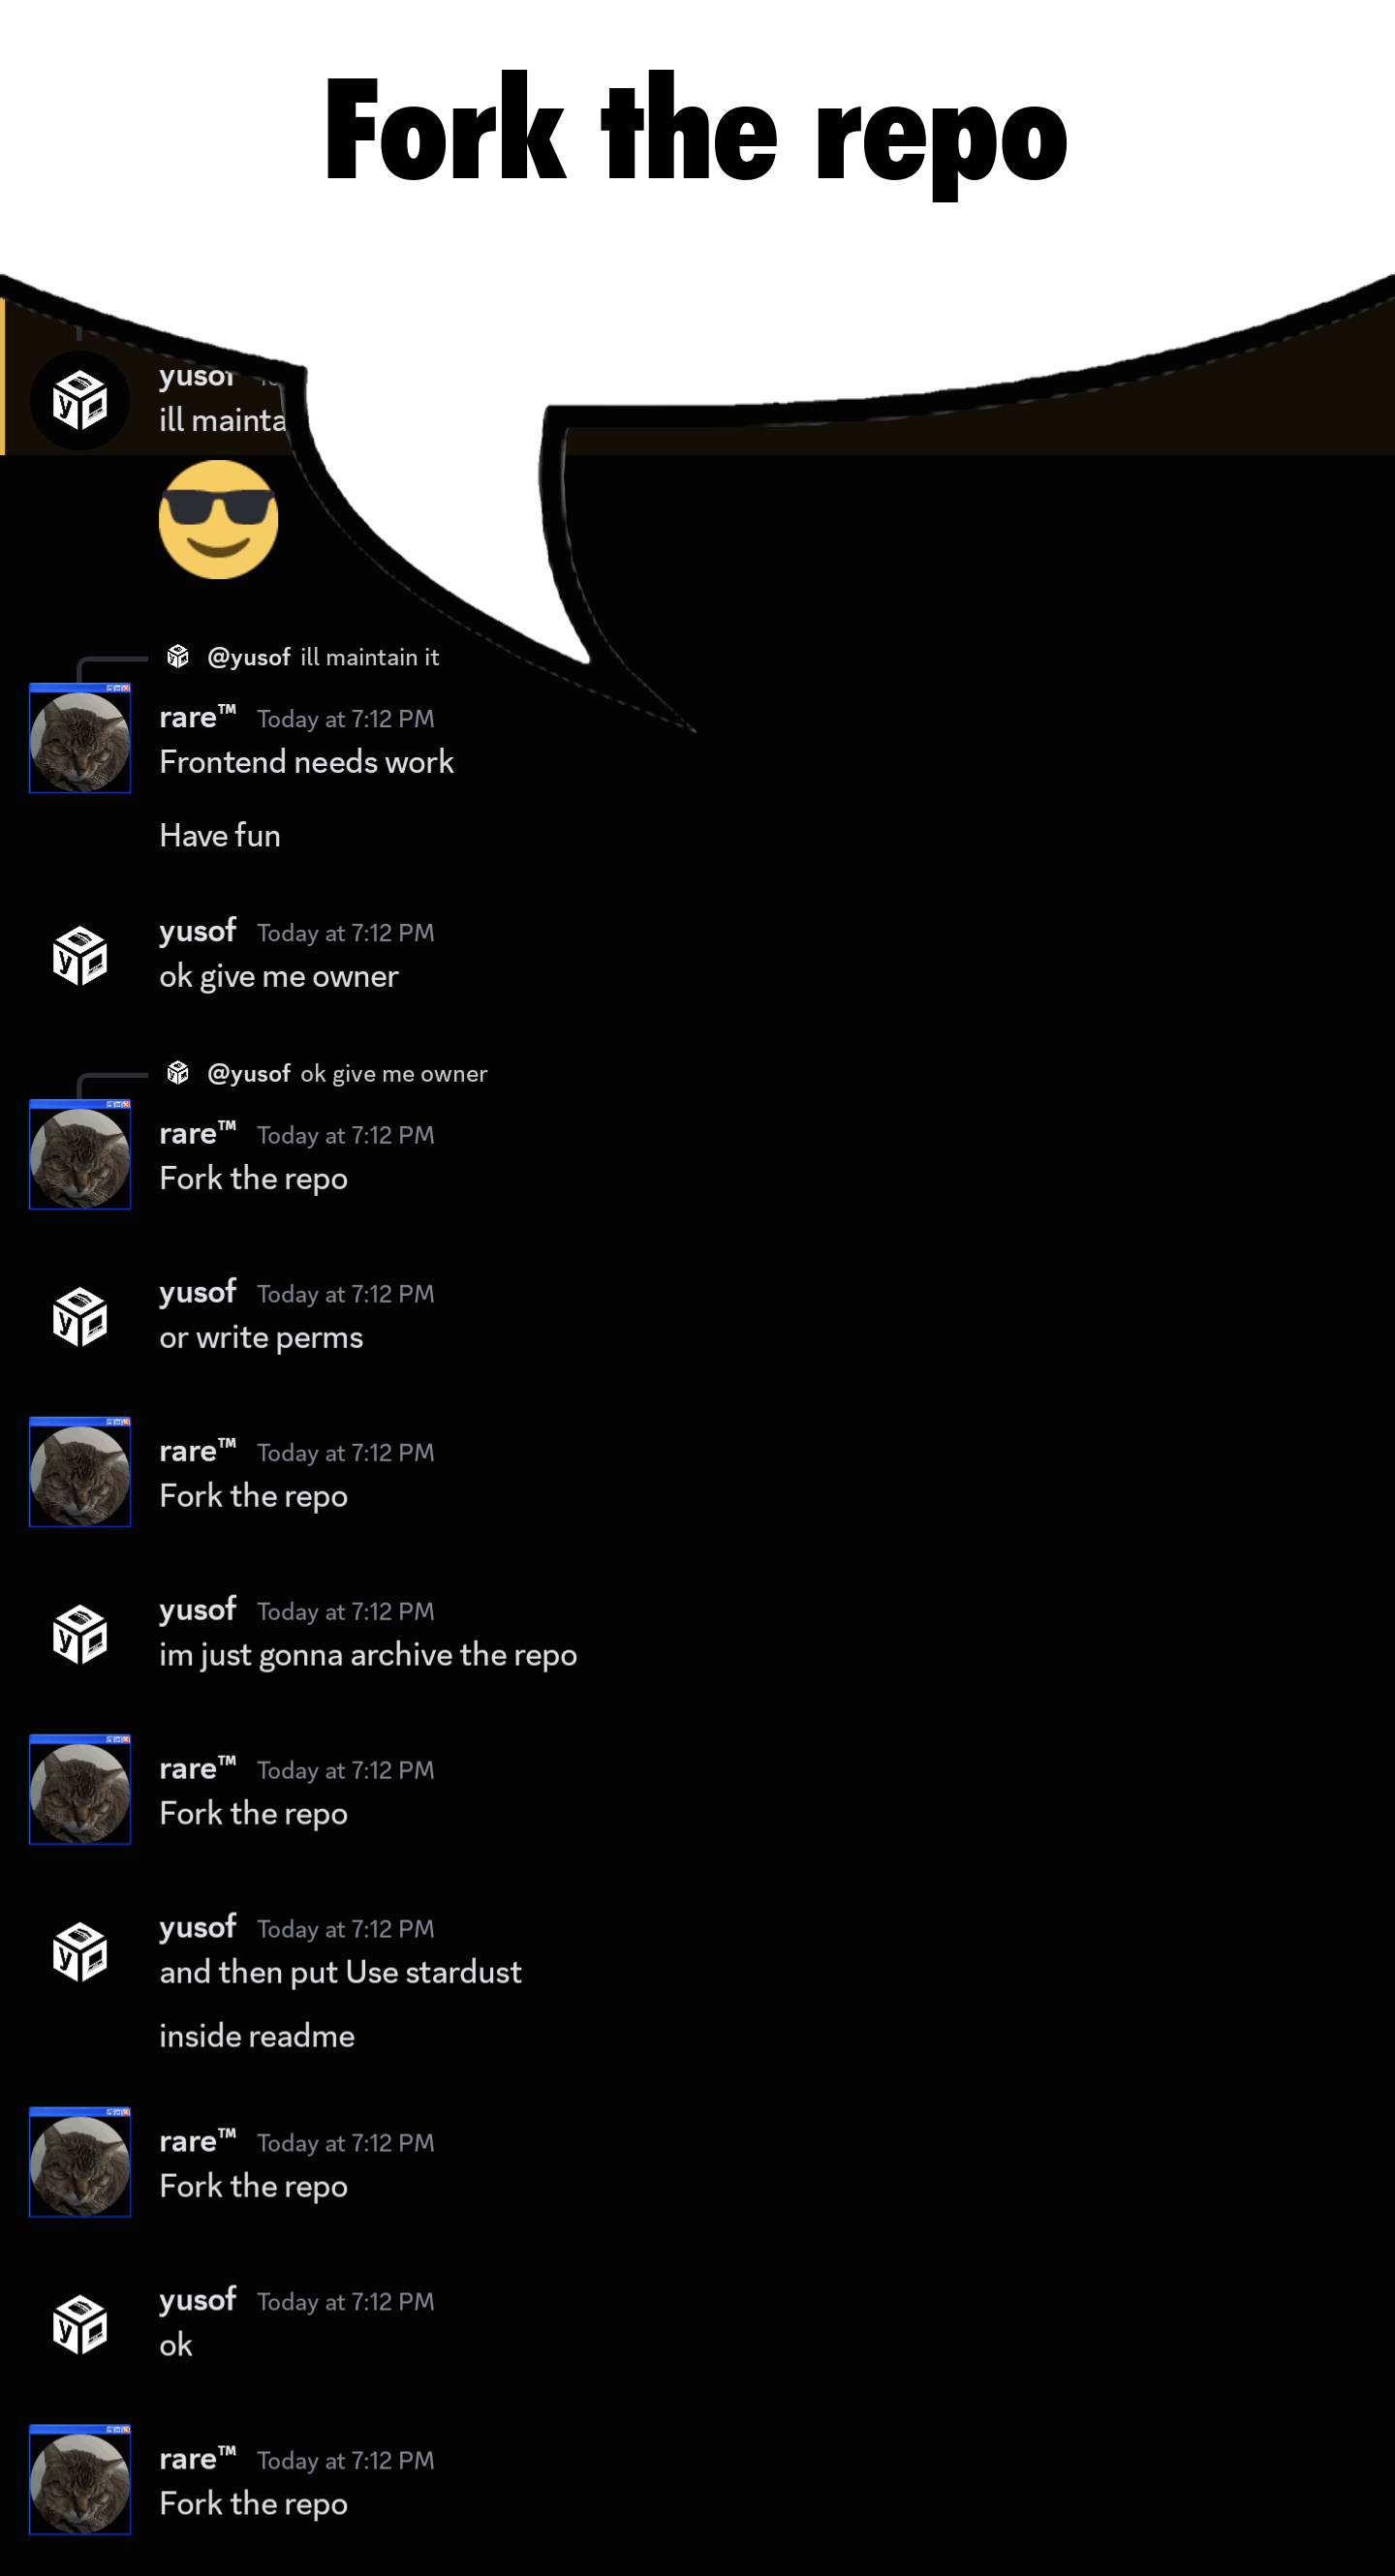 Fork the repo
yusof
ill mainta
@yusof ill maintain it
rare™ Today at 7:12 PM
Frontend needs work
Have fun
yusof Today at 7:12 PM
ok give me owner
@yusof ok give me owner
rare™ Today at 7:12 PM
Fork the repo
yusof Today at 7:12 PM
or write perms
rare™ Today at 7:12 PM
Fork the repo
yusof Today at 7:12 PM
im just gonna archive the repo
rare™ Today at 7:12 PM
Fork the repo
yusof Today at 7:12 PM
and then put Use stardust
inside readme
rare™ Today at 7:12 PM
Fork the repo
yusof Today at 7:12 PM
ok
rare™ Today at 7:12 PM
Fork the repo